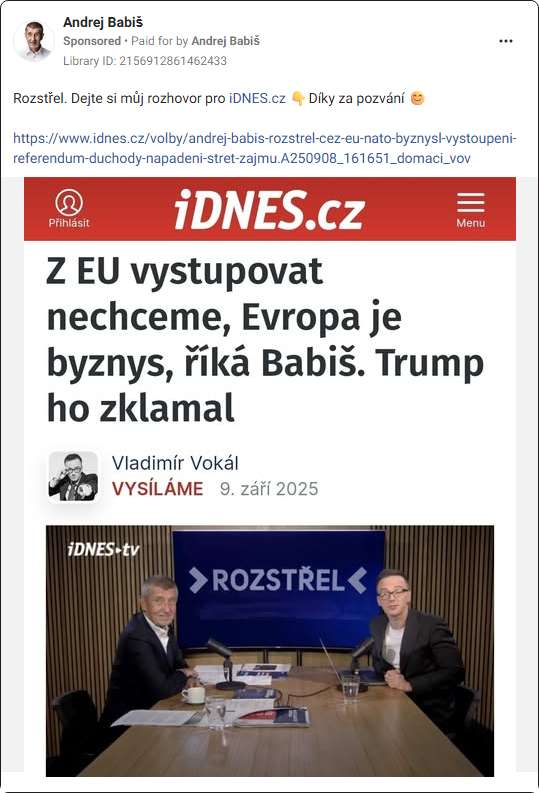 Andrej Babiš
Sponsored • Paid for by Andrej Babiš
Library ID: 2156912861462433
Rozstřel. Dejte si můj rozhovor pro iDNES.cz 👇 Díky za pozvání 😊
https://www.idnes.cz/volby/andrej-babis-rozstrel-cez-eu-nato-byznysl-vystoupeni-
referendum-duchody-napadeni-stret-zajmu.A250908_161651_domaci_vov
Přihlásit
iDNES.cz
Menu
Z EU vystupovat
nechceme, Evropa je
byznys, říká Babiš. Trump
ho zklamal
Vladimír Vokál
VYSÍLÁME 9. září 2025
iDNES▸tv
ROZSTŘEL